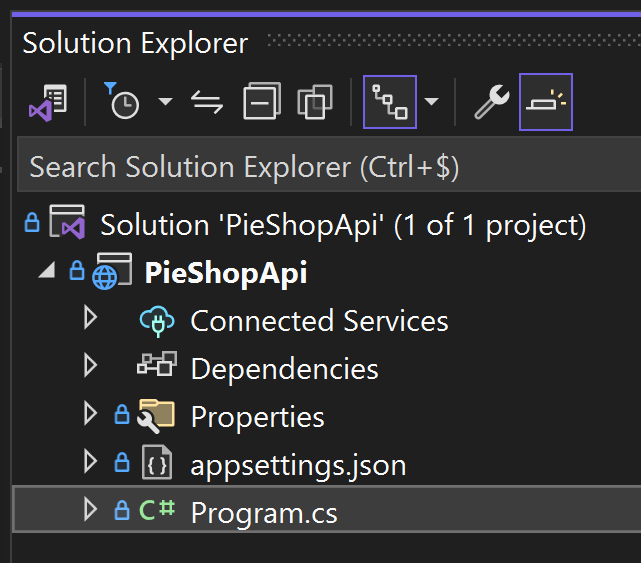 Solution Explorer
Search Solution Explorer (Ctrl+$)
Solution 'PieShopApi' (1 of 1 project)
PieShopApi
Connected Services
Dependencies
Properties
appsettings.json
C# Program.cs